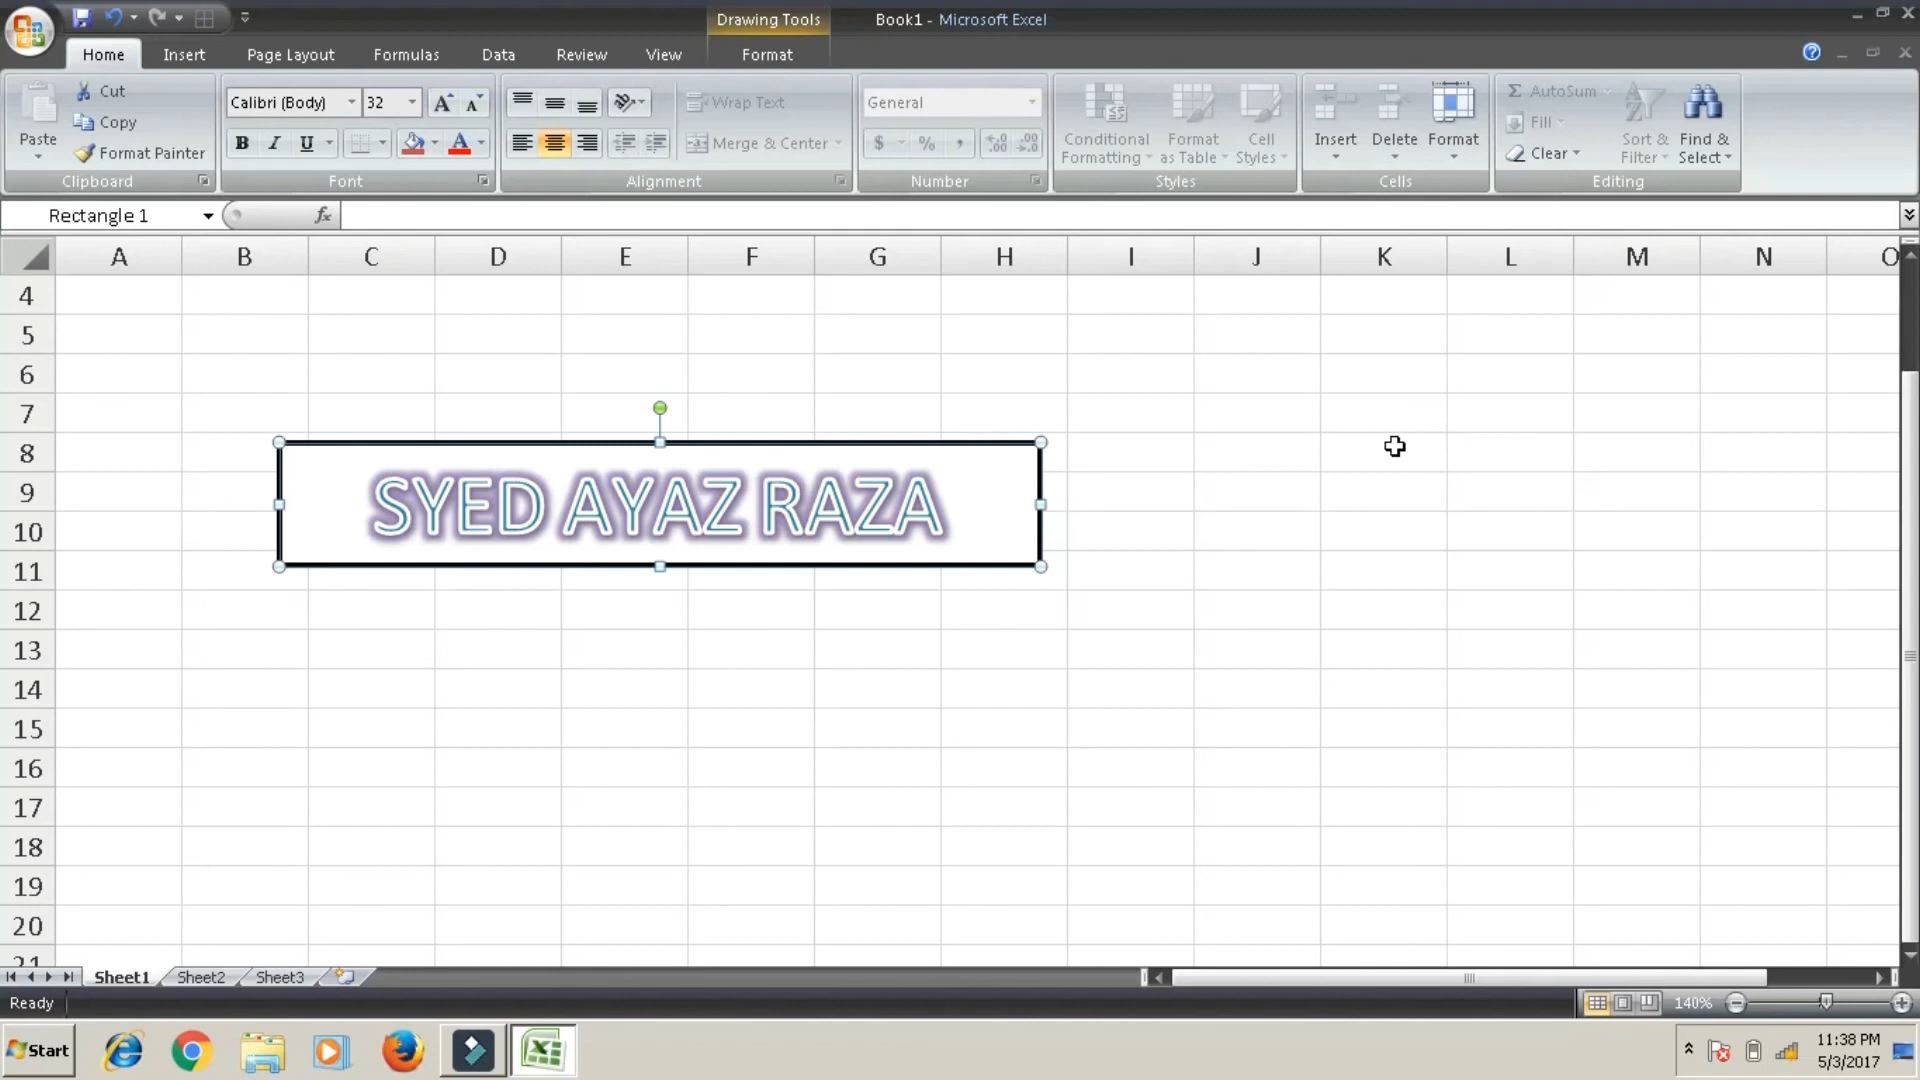 Drawing Tools
Book1 - Microsoft Excel
Home Insert Page Layout Formulas Data Review View Format
Paste
Cut
Copy
Format Painter
Clipboard
Calibri (Body) 32
B I U A
Font
Wrap Text
Merge & Center
Alignment
General
$ % ,
Number
Conditional Formatting
Format as Table
Cell Styles
Styles
Insert Delete Format
Cells
Σ AutoSum
Fill
Clear
Sort & Filter
Find & Select
Editing
Rectangle 1 fx
A B C D E F G H I J K L M N O
4
5
6
7
8
9
10
11
12
13
14
15
16
17
18
19
20
21
SYED AYAZ RAZA
Sheet1 Sheet2 Sheet3
Ready 140%
Start
11:38 PM
5/3/2017